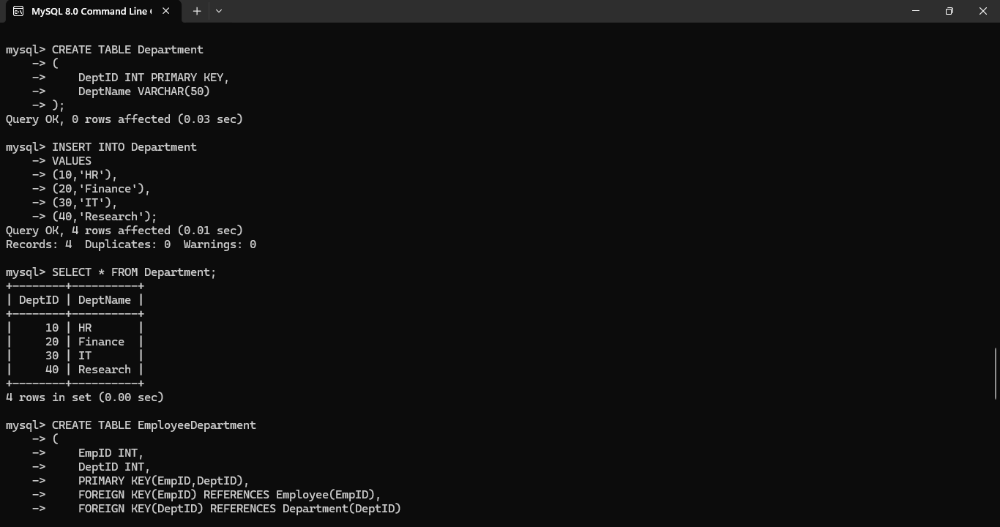 MySQL 8.0 Command Line
mysql> CREATE TABLE Department
    -> (
    ->     DeptID INT PRIMARY KEY,
    ->     DeptName VARCHAR(50)
    -> );
Query OK, 0 rows affected (0.03 sec)
mysql> INSERT INTO Department
    -> VALUES
    -> (10,'HR'),
    -> (20,'Finance'),
    -> (30,'IT'),
    -> (40,'Research');
Query OK, 4 rows affected (0.01 sec)
Records: 4  Duplicates: 0  Warnings: 0
mysql> SELECT * FROM Department;
+--------+----------+
| DeptID | DeptName |
+--------+----------+
|     10 | HR       |
|     20 | Finance  |
|     30 | IT       |
|     40 | Research |
+--------+----------+
4 rows in set (0.00 sec)
mysql> CREATE TABLE EmployeeDepartment
    -> (
    ->     EmpID INT,
    ->     DeptID INT,
    ->     PRIMARY KEY(EmpID,DeptID),
    ->     FOREIGN KEY(EmpID) REFERENCES Employee(EmpID),
    ->     FOREIGN KEY(DeptID) REFERENCES Department(DeptID)